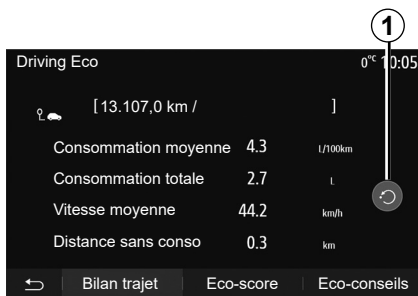 1
Driving Eco 0°C 10:05
[13.107,0 km / ]
Consommation moyenne 4.3 L/100km
Consommation totale 2.7 L
Vitesse moyenne 44.2 km/h
Distance sans conso 0.3 km
Bilan trajet Eco-score Eco-conseils